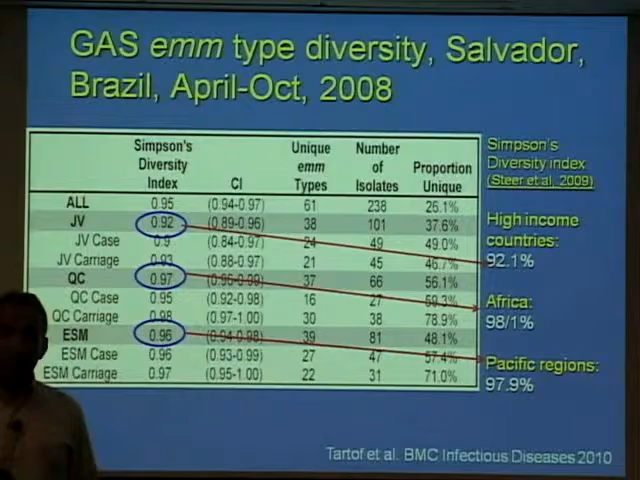 GAS emm type diversity, Salvador,
Brazil, April-Oct, 2008
Simpson's Diversity Index CI Unique emm Types Number of Isolates Proportion Unique
ALL 0.95 (0.94-0.97) 61 238 26.1%
JV 0.92 (0.89-0.96) 38 101 37.6%
JV Case 0.9 (0.84-0.97) 24 49 49.0%
JV Carriage 0.93 (0.88-0.97) 21 45 46.7%
QC 0.97 (0.96-0.98) 37 66 56.1%
QC Case 0.95 (0.92-0.98) 16 27 59.3%
QC Carriage 0.98 (0.97-1.00) 30 38 78.9%
ESM 0.96 (0.94-0.98) 39 81 48.1%
ESM Case 0.96 (0.93-0.99) 27 47 57.4%
ESM Carriage 0.97 (0.95-1.00) 22 31 71.0%
Simpson's
Diversity index
(Steer et al, 2009)
High income
countries:
92.1%
Africa:
98/1%
Pacific regions:
97.9%
Tartof et al. BMC Infectious Diseases 2010